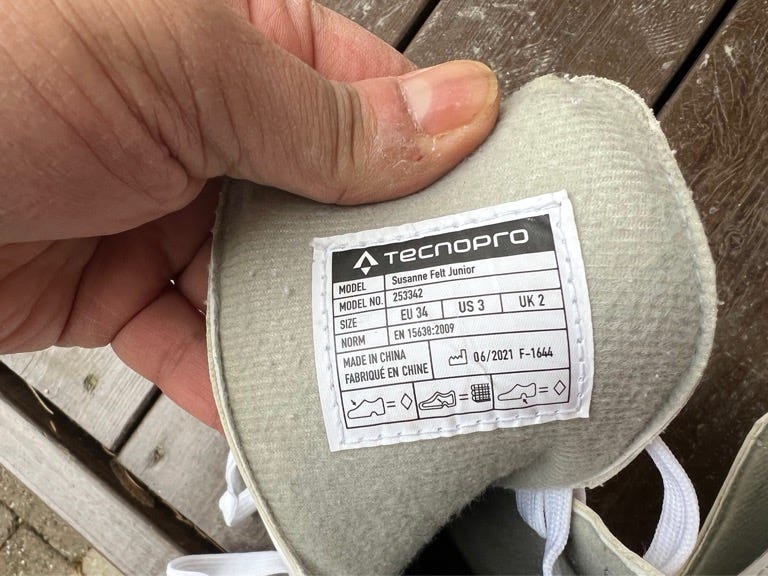 TECNOPRO
MODEL Susanne Felt Junior
MODEL NO. 253342
SIZE EU 34 US 3 UK 2
NORM EN 15638:2009
MADE IN CHINA
FABRIQUÉ EN CHINE
06/2021 F-1644